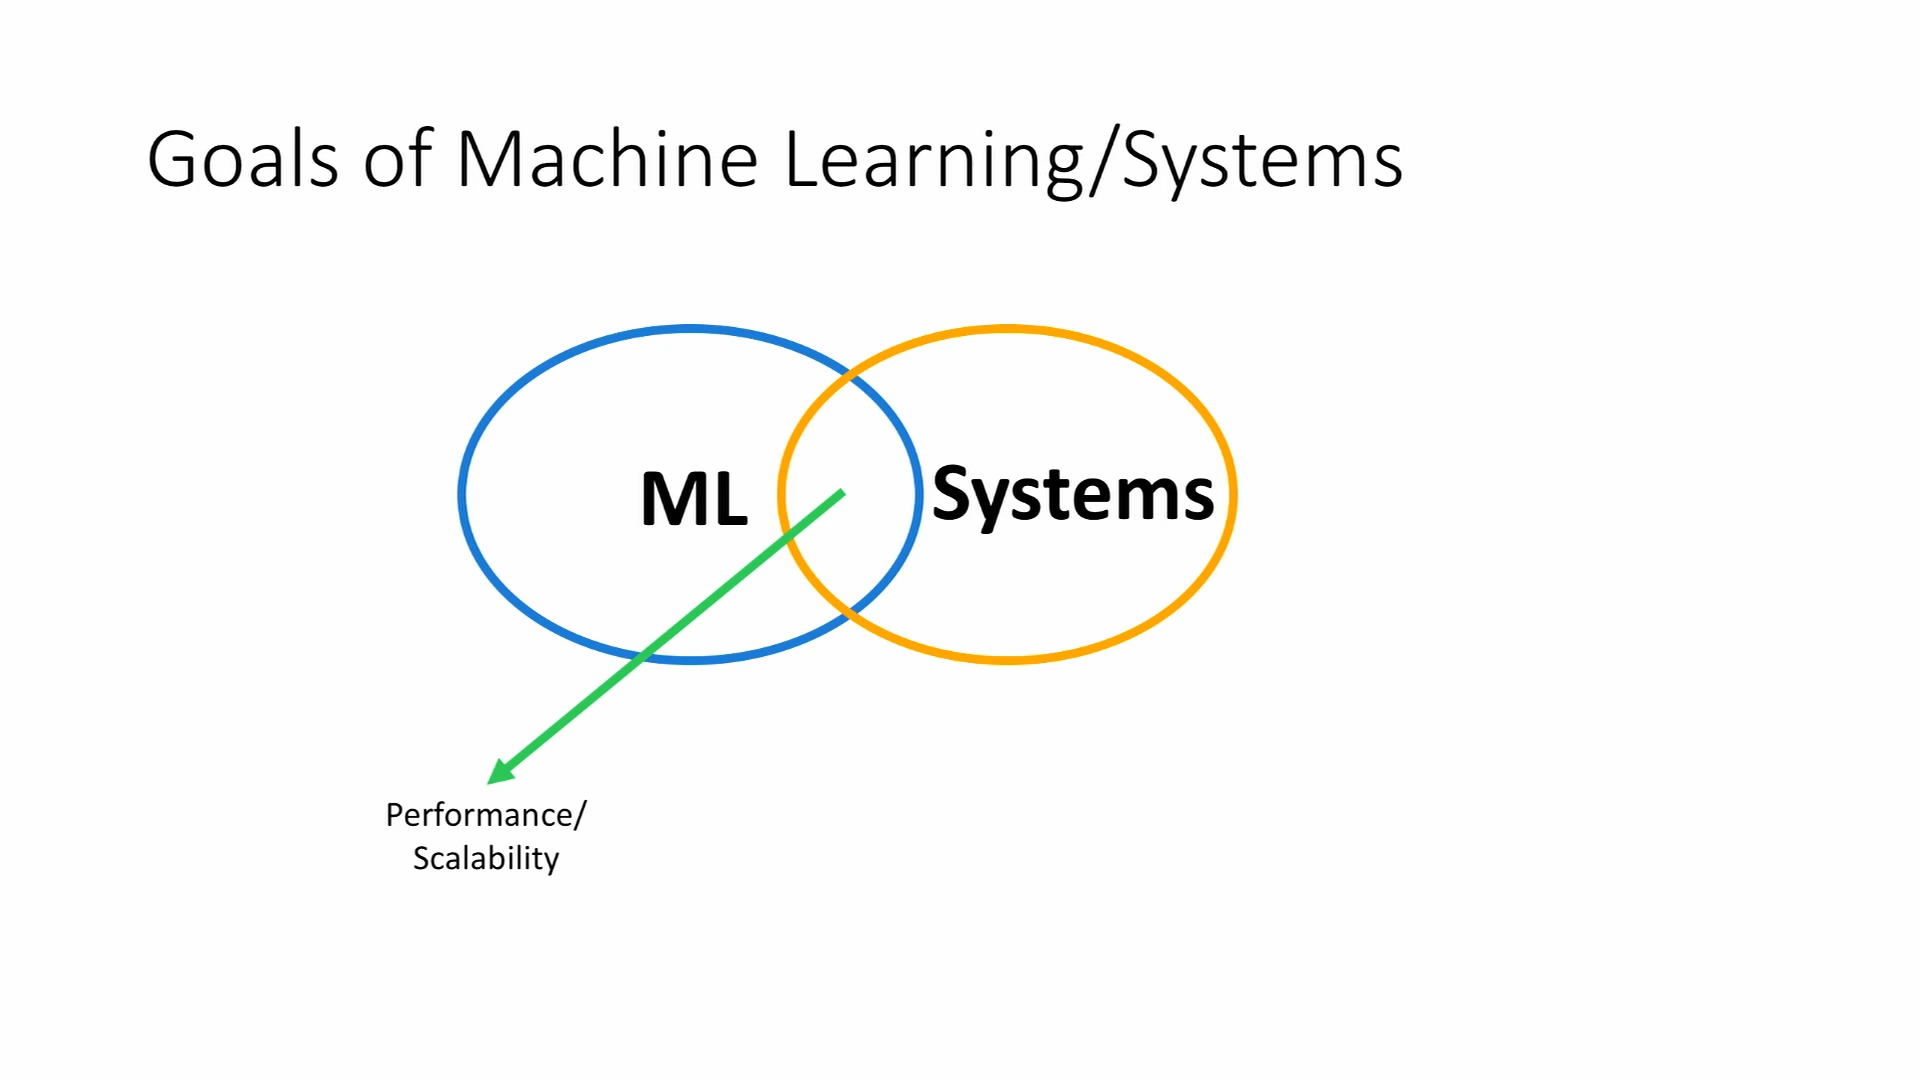 Goals of Machine Learning/Systems
ML
Systems
Performance/
Scalability